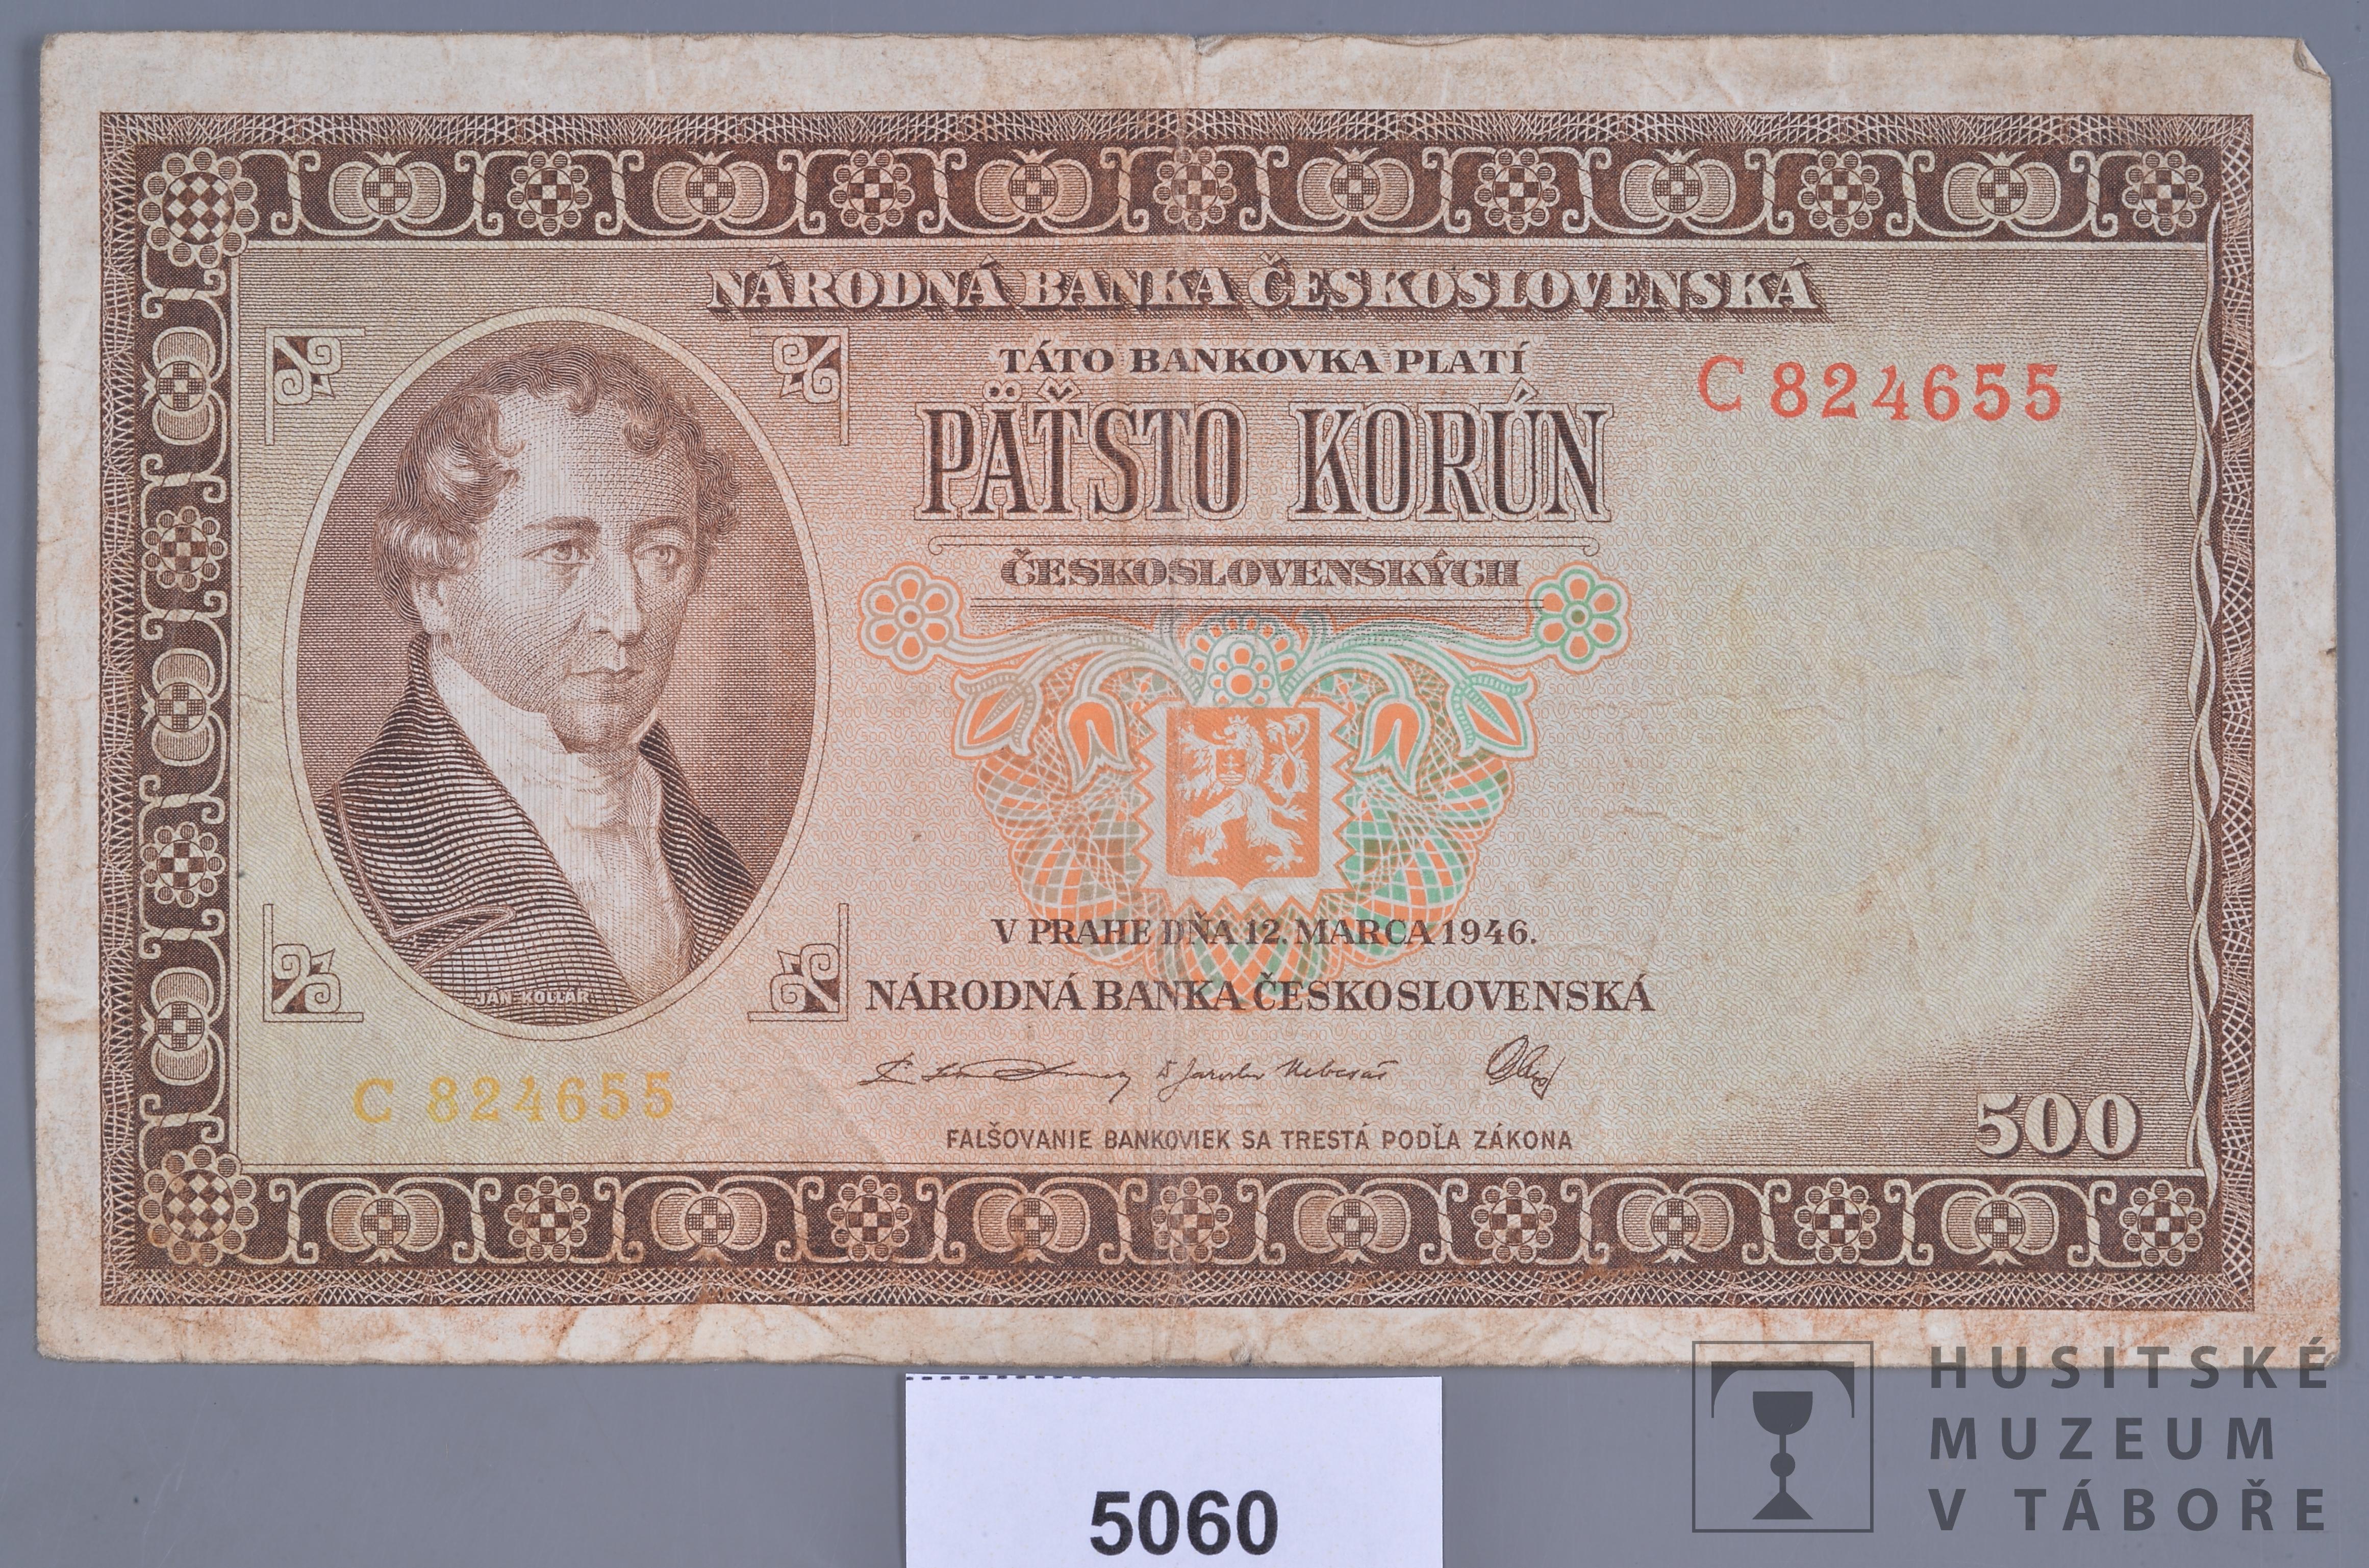 NÁRODNÁ BANKA ČESKOSLOVENSKÁ
TÁTO BANKOVKA PLATÍ
C 824655
PÄŤSTO KORÚN
ČESKOSLOVENSKÝCH
V PRAHE DŇA 12. MARCA 1946.
JÁN KOLLÁR
NÁRODNÁ BANKA ČESKOSLOVENSKÁ
C 824655
500
FALŠOVANIE BANKOVIEK SA TRESTÁ PODĽA ZÁKONA
5060
HUSITSKÉ
MUZEUM
V TÁBOŘE